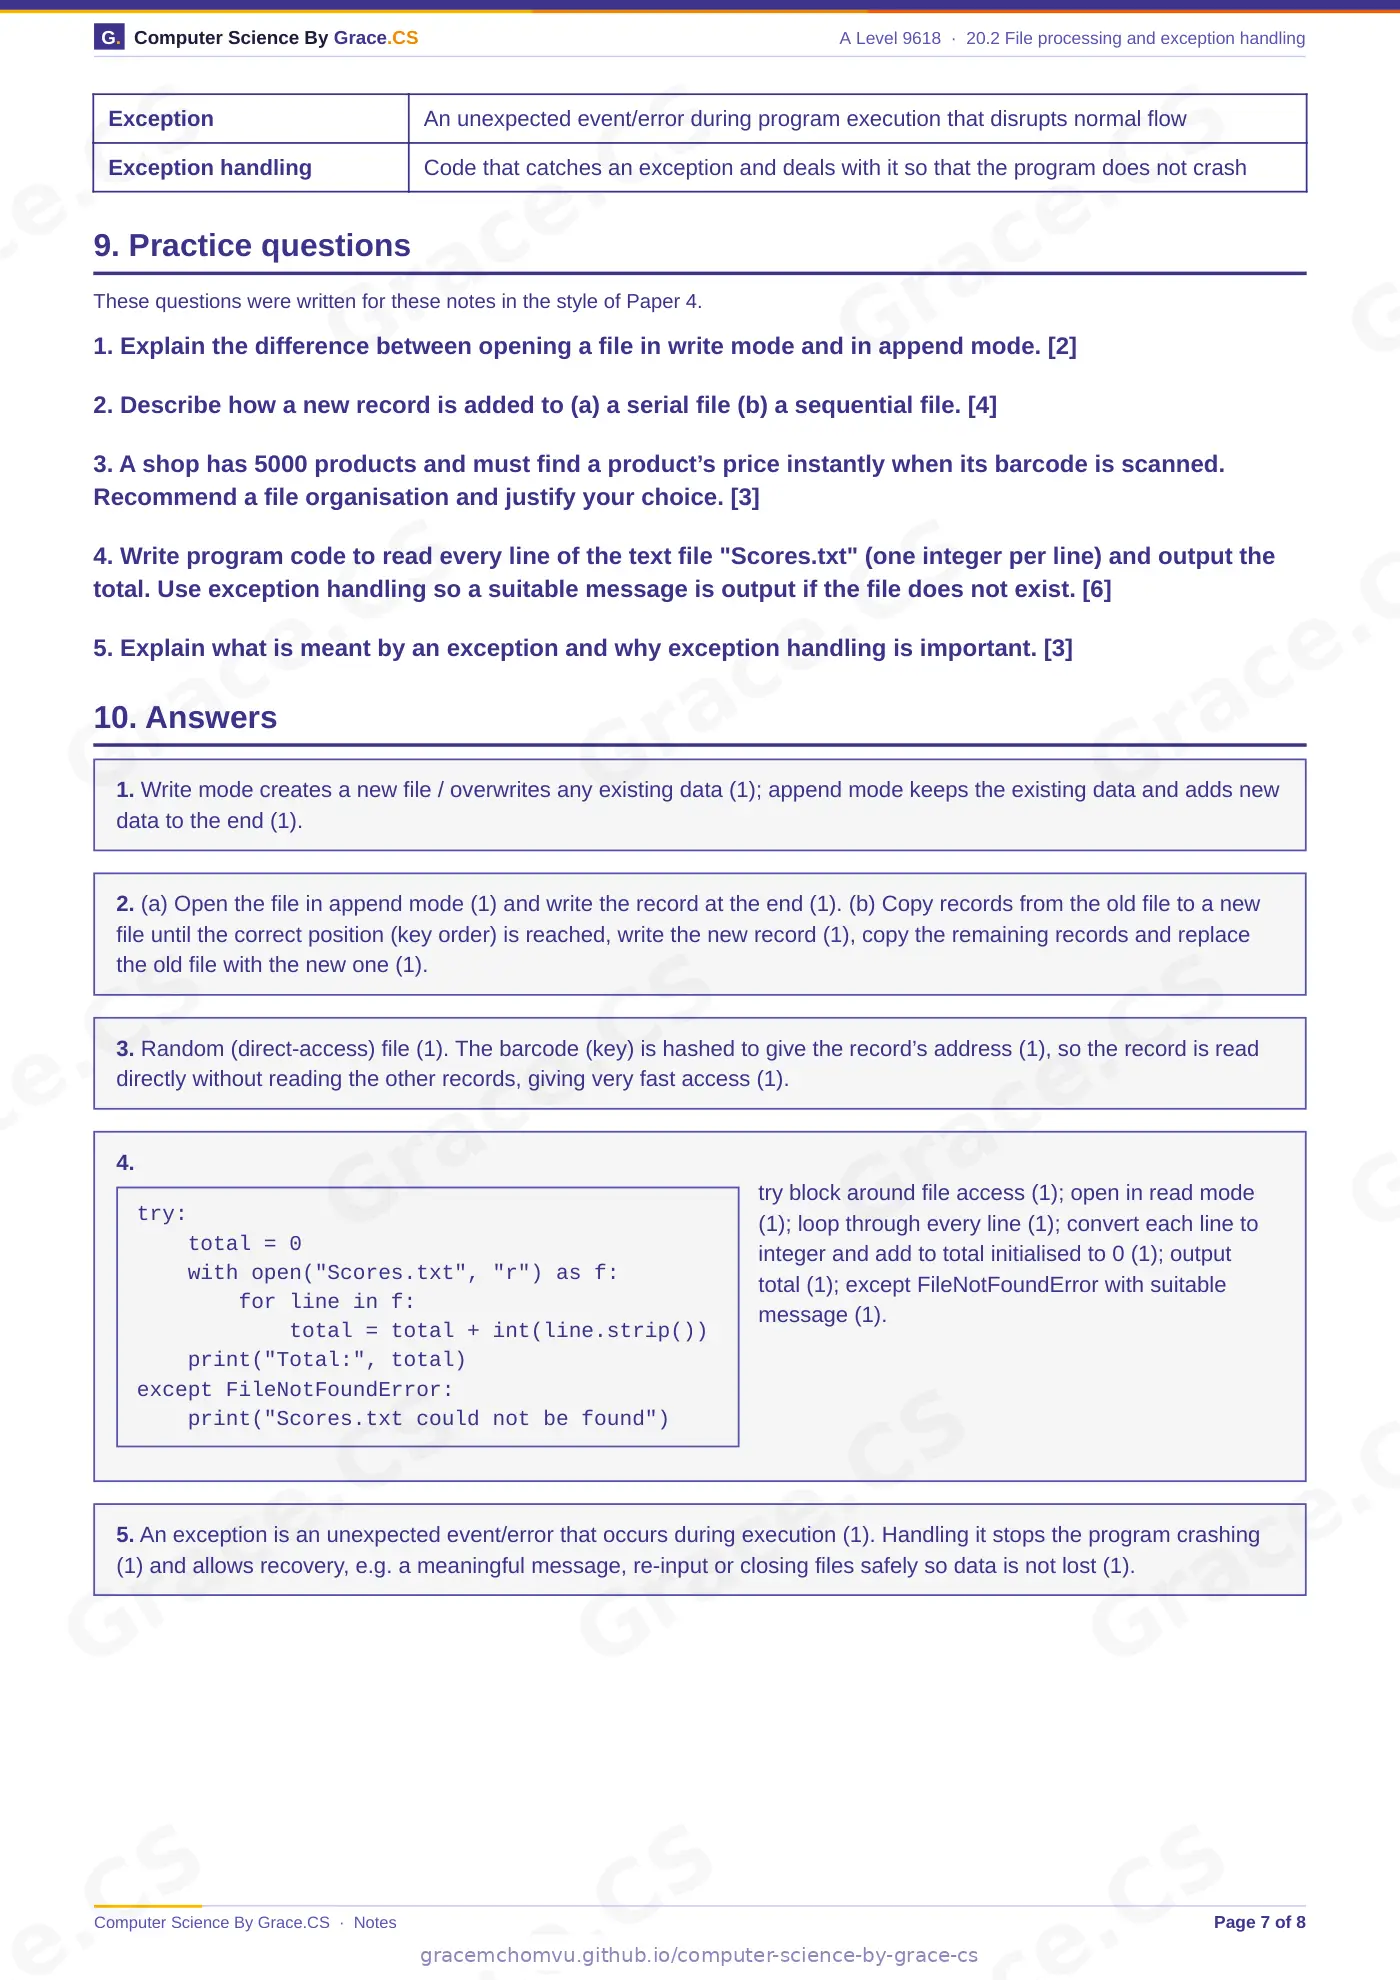 G. Computer Science By Grace.CS
A Level 9618 · 20.2 File processing and exception handling
Exception An unexpected event/error during program execution that disrupts normal flow
Exception handling Code that catches an exception and deals with it so that the program does not crash
9. Practice questions
These questions were written for these notes in the style of Paper 4.
1. Explain the difference between opening a file in write mode and in append mode. [2]
2. Describe how a new record is added to (a) a serial file (b) a sequential file. [4]
3. A shop has 5000 products and must find a product’s price instantly when its barcode is scanned.
Recommend a file organisation and justify your choice. [3]
4. Write program code to read every line of the text file "Scores.txt" (one integer per line) and output the
total. Use exception handling so a suitable message is output if the file does not exist. [6]
5. Explain what is meant by an exception and why exception handling is important. [3]
10. Answers
1. Write mode creates a new file / overwrites any existing data (1); append mode keeps the existing data and adds new
data to the end (1).
2. (a) Open the file in append mode (1) and write the record at the end (1). (b) Copy records from the old file to a new
file until the correct position (key order) is reached, write the new record (1), copy the remaining records and replace
the old file with the new one (1).
3. Random (direct-access) file (1). The barcode (key) is hashed to give the record’s address (1), so the record is read
directly without reading the other records, giving very fast access (1).
4.
try:
    total = 0
    with open("Scores.txt", "r") as f:
        for line in f:
            total = total + int(line.strip())
    print("Total:", total)
except FileNotFoundError:
    print("Scores.txt could not be found")
try block around file access (1); open in read mode
(1); loop through every line (1); convert each line to
integer and add to total initialised to 0 (1); output
total (1); except FileNotFoundError with suitable
message (1).
5. An exception is an unexpected event/error that occurs during execution (1). Handling it stops the program crashing
(1) and allows recovery, e.g. a meaningful message, re-input or closing files safely so data is not lost (1).
Computer Science By Grace.CS · Notes
Page 7 of 8
gracemchomvu.github.io/computer-science-by-grace-cs